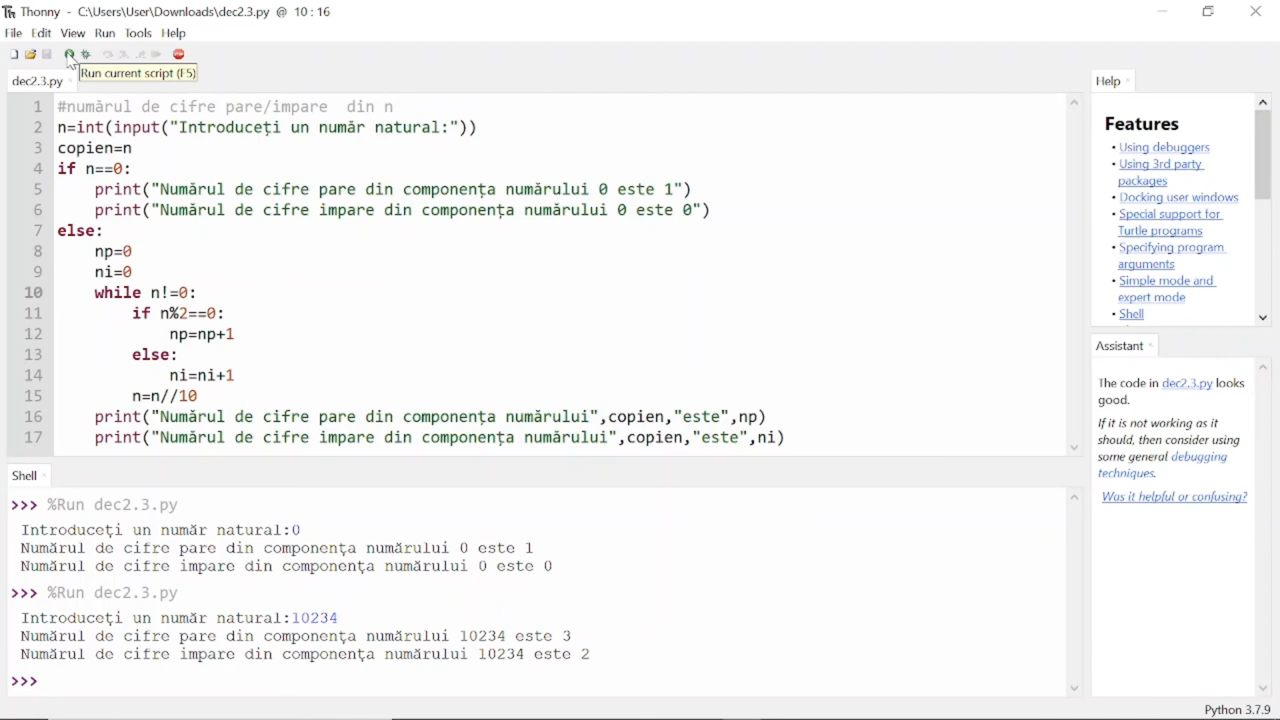 Thonny - C:\Users\User\Downloads\dec2.3.py @ 10:16
File Edit View Run Tools Help
Run current script (F5)
dec2.3.py
1 #numărul de cifre pare/impare  din n
2 n=int(input("Introduceți un număr natural:"))
3 copien=n
4 if n==0:
5     print("Numărul de cifre pare din componența numărului 0 este 1")
6     print("Numărul de cifre impare din componența numărului 0 este 0")
7 else:
8     np=0
9     ni=0
10     while n!=0:
11         if n%2==0:
12             np=np+1
13         else:
14             ni=ni+1
15         n=n//10
16     print("Numărul de cifre pare din componența numărului",copien,"este",np)
17     print("Numărul de cifre impare din componența numărului",copien,"este",ni)
Shell
>>> %Run dec2.3.py
Introduceți un număr natural:0
Numărul de cifre pare din componența numărului 0 este 1
Numărul de cifre impare din componența numărului 0 este 0
>>> %Run dec2.3.py
Introduceți un număr natural:10234
Numărul de cifre pare din componența numărului 10234 este 3
Numărul de cifre impare din componența numărului 10234 este 2
>>>
Help
Features
• Using debuggers
• Using 3rd party
packages
• Docking user windows
• Special support for
Turtle programs
• Specifying program
arguments
• Simple mode and
expert mode
• Shell
Assistant
The code in dec2.3.py looks
good.
If it is not working as it
should, then consider using
some general debugging
techniques.
Was it helpful or confusing?
Python 3.7.9